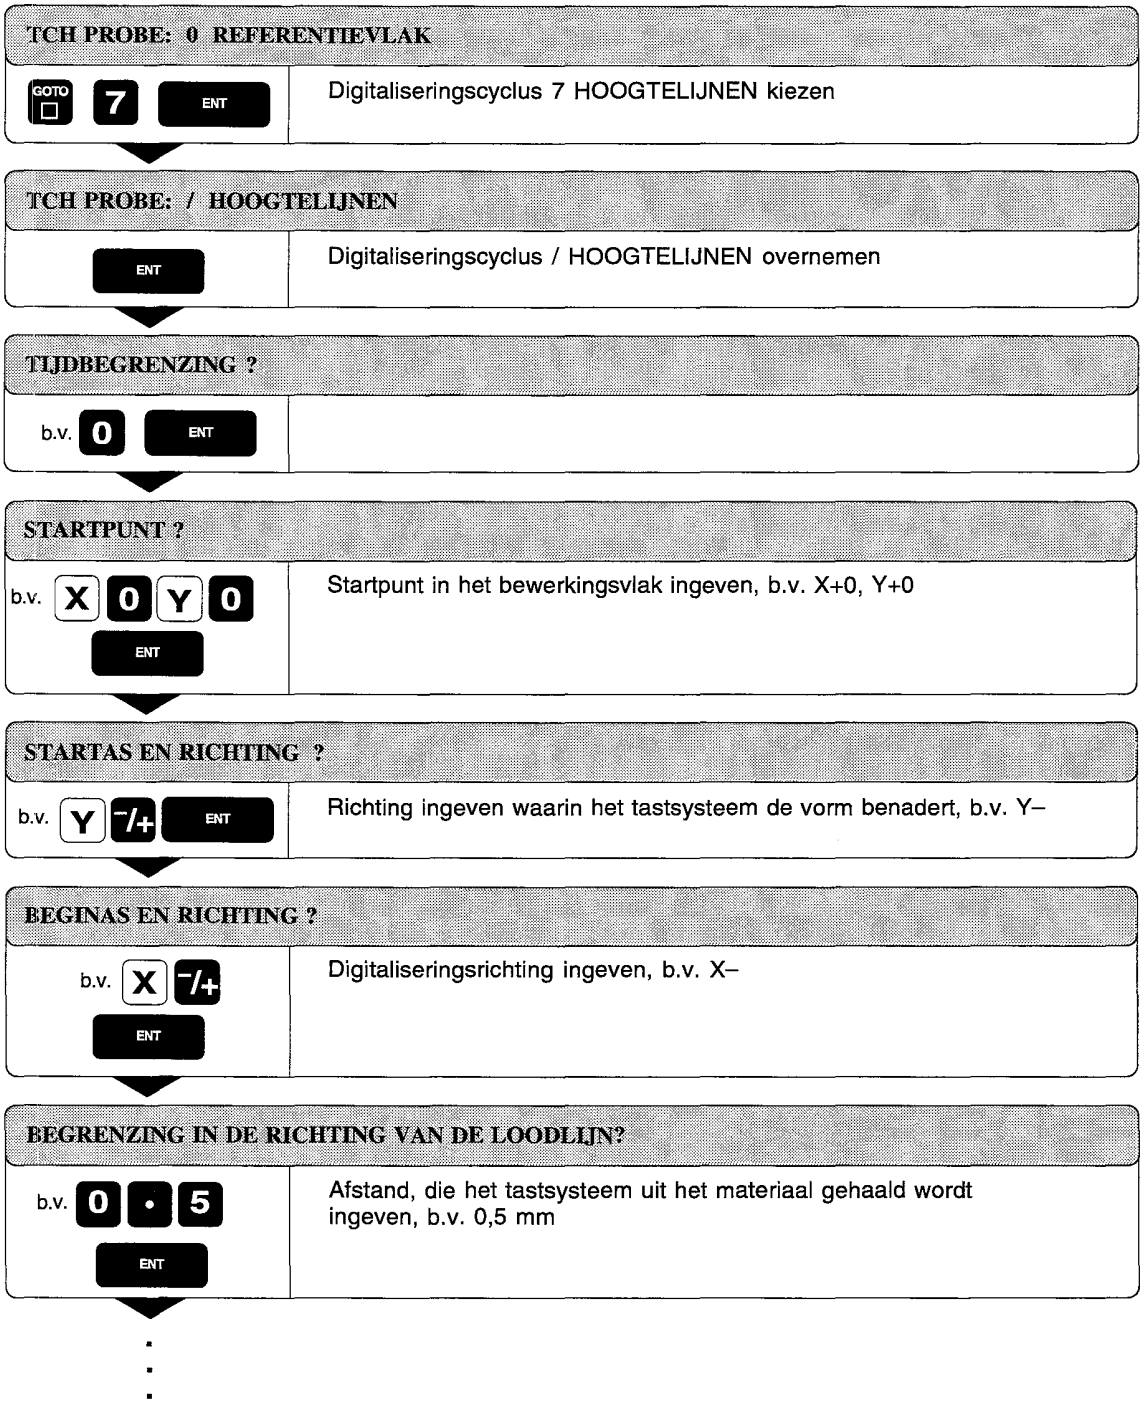 TCH PROBE: 0 REFERENTIEVLAK
GOTO 7 ENT
Digitaliseringscyclus 7 HOOGTELIJNEN kiezen
TCH PROBE: / HOOGTELIJNEN
ENT
Digitaliseringscyclus / HOOGTELIJNEN overnemen
TIJDBEGRENZING ?
b.v. 0 ENT
STARTPUNT ?
b.v. X 0 Y 0
ENT
Startpunt in het bewerkingsvlak ingeven, b.v. X+0, Y+0
STARTAS EN RICHTING ?
b.v. Y −/+ ENT
Richting ingeven waarin het tastsysteem de vorm benadert, b.v. Y–
BEGINAS EN RICHTING ?
b.v. X −/+
ENT
Digitaliseringsrichting ingeven, b.v. X–
BEGRENZING IN DE RICHTING VAN DE LOODLIJN?
b.v. 0 • 5
ENT
Afstand, die het tastsysteem uit het materiaal gehaald wordt
ingeven, b.v. 0,5 mm